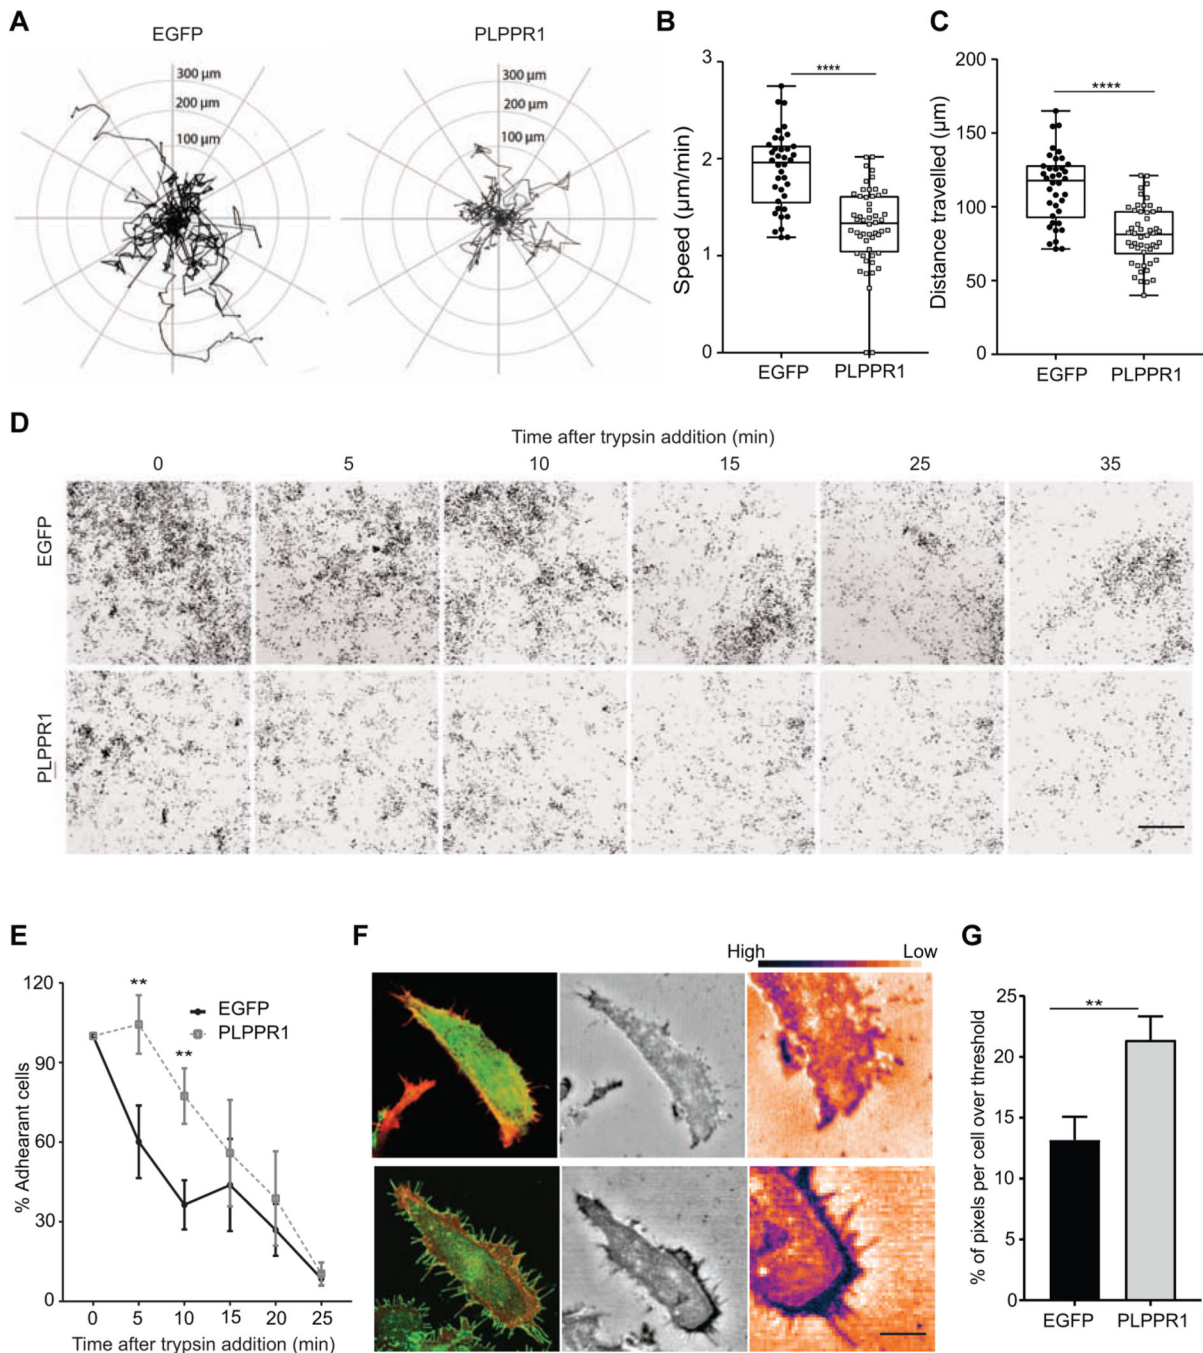 A
EGFP
PLPPR1
300 µm
200 µm
100 µm
300 µm
200 µm
100 µm
B
3
2
1
0
Speed (µm/min)
****
EGFP
PLPPR1
C
200
150
100
50
0
Distance travelled (µm)
****
EGFP
PLPPR1
D
Time after trypsin addition (min)
0 5 10 15 25 35
EGFP
PLPPR1
E
120
90
60
30
0
% Adhearant cells
**
**
EGFP
PLPPR1
0 5 10 15 20 25
Time after trypsin addition (min)
F
High Low
G
25
20
15
10
5
0
% of pixels per cell over threshold
**
EGFP
PLPPR1